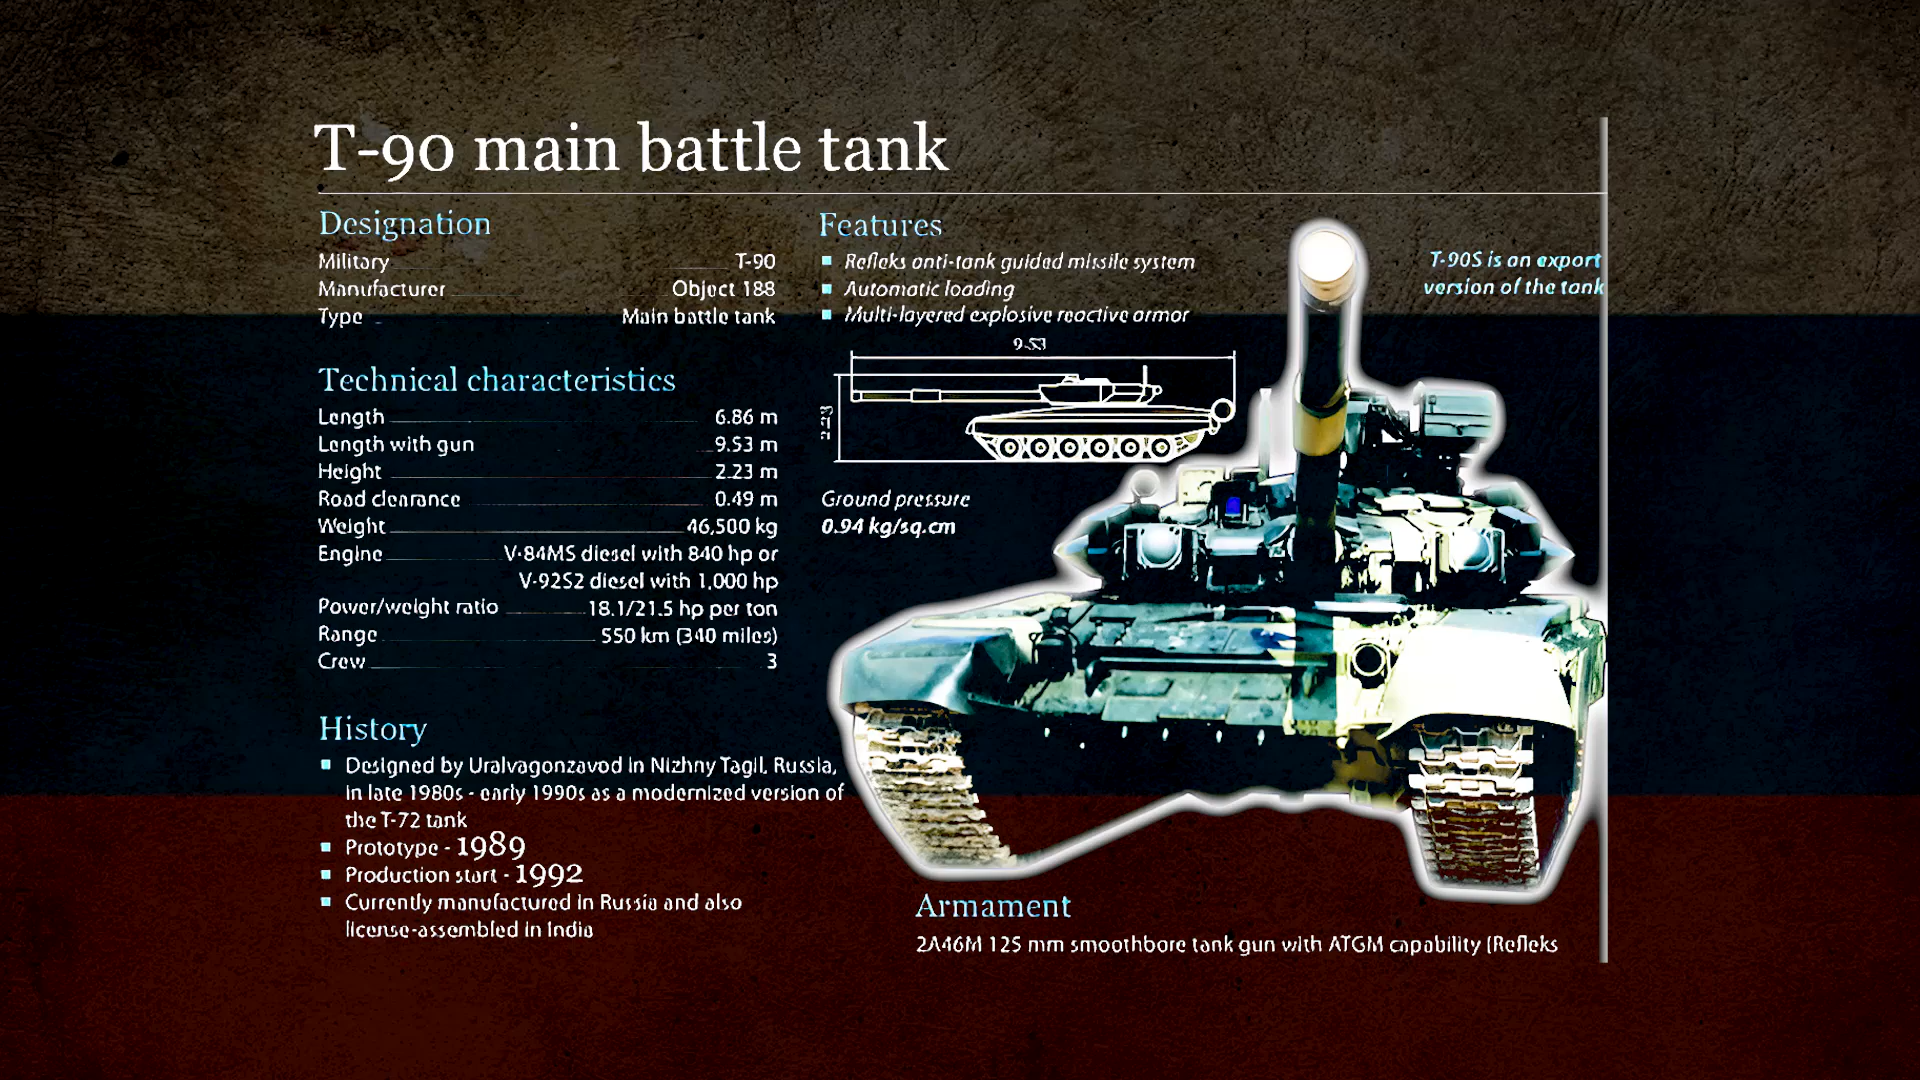 T-90 main battle tank
Designation
Military T-90
Manufacturer Object 188
Type Main battle tank
Technical characteristics
Length 6.86 m
Length with gun 9.53 m
Height 2.23 m
Road clearance 0.49 m
Weight 46,500 kg
Engine V-84MS diesel with 840 hp or
V-92S2 diesel with 1,000 hp
Power/weight ratio 18.1/21.5 hp per ton
Range 550 km (340 miles)
Crew 3
History
Designed by Uralvagonzavod in Nizhny Tagil, Russia,
in late 1980s - early 1990s as a modernized version of
the T-72 tank
Prototype - 1989
Production start - 1992
Currently manufactured in Russia and also
license-assembled in India
Features
Refleks anti-tank guided missile system
Automatic loading
Multi-layered explosive reactive armor
9.53
2.23
Ground pressure
0.94 kg/sq.cm
T-90S is an export
version of the tank
Armament
2A46M 125 mm smoothbore tank gun with ATGM capability (Refleks